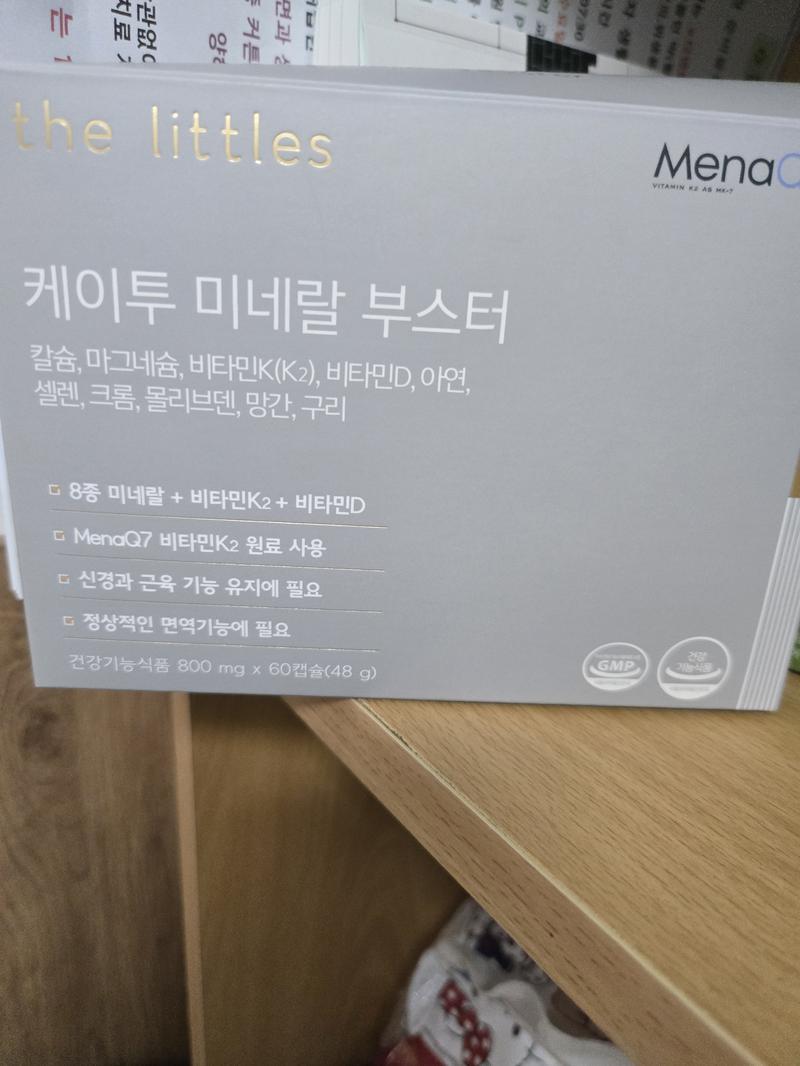 the littles
Mena
VITAMIN K2 AS MK-7
케이투 미네랄 부스터
칼슘, 마그네슘, 비타민K(K2), 비타민D, 아연,
셀렌, 크롬, 몰리브덴, 망간, 구리
8종 미네랄 + 비타민K2 + 비타민D
MenaQ7 비타민K2 원료 사용
신경과 근육 기능 유지에 필요
정상적인 면역기능에 필요
건강기능식품 800 mg x 60캡슐(48 g)
GMP
건강
기능식품